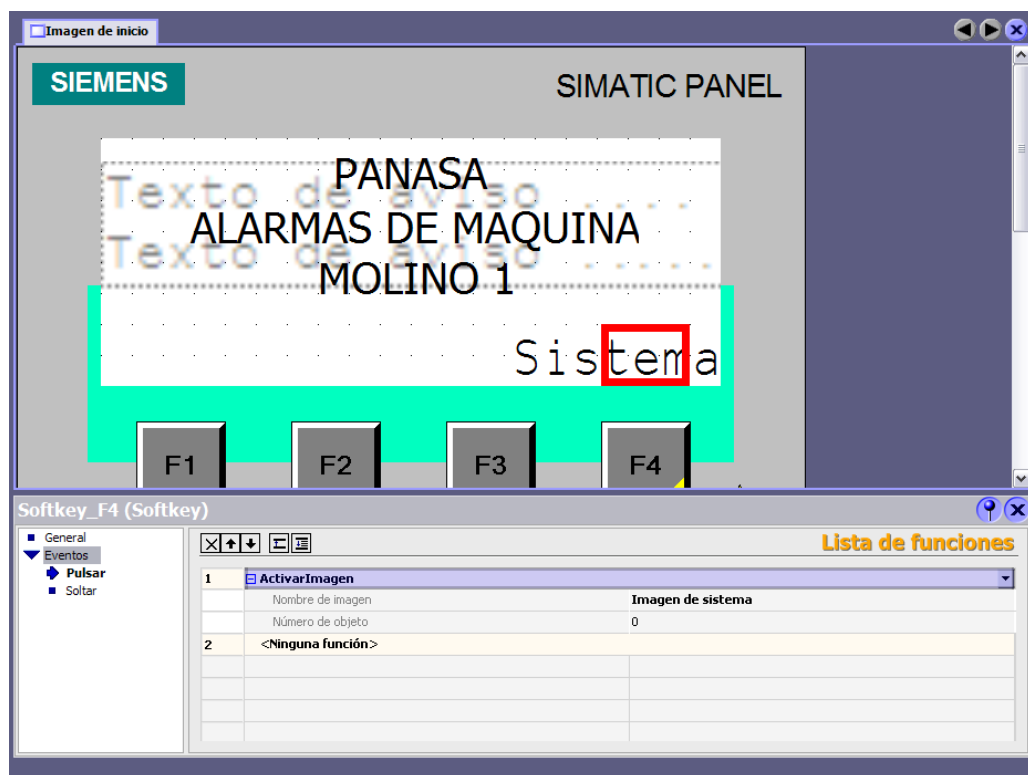 Imagen de inicio
SIEMENS
SIMATIC PANEL
Texto de aviso ....
PANASA
ALARMAS DE MAQUINA
Texto de aviso .....
MOLINO 1
Sistema
F1 F2 F3 F4
Softkey_F4 (Softkey)
General
Eventos
Pulsar
Soltar
Lista de funciones
1 ActivarImagen
Nombre de imagen Imagen de sistema
Número de objeto 0
2 <Ninguna función>